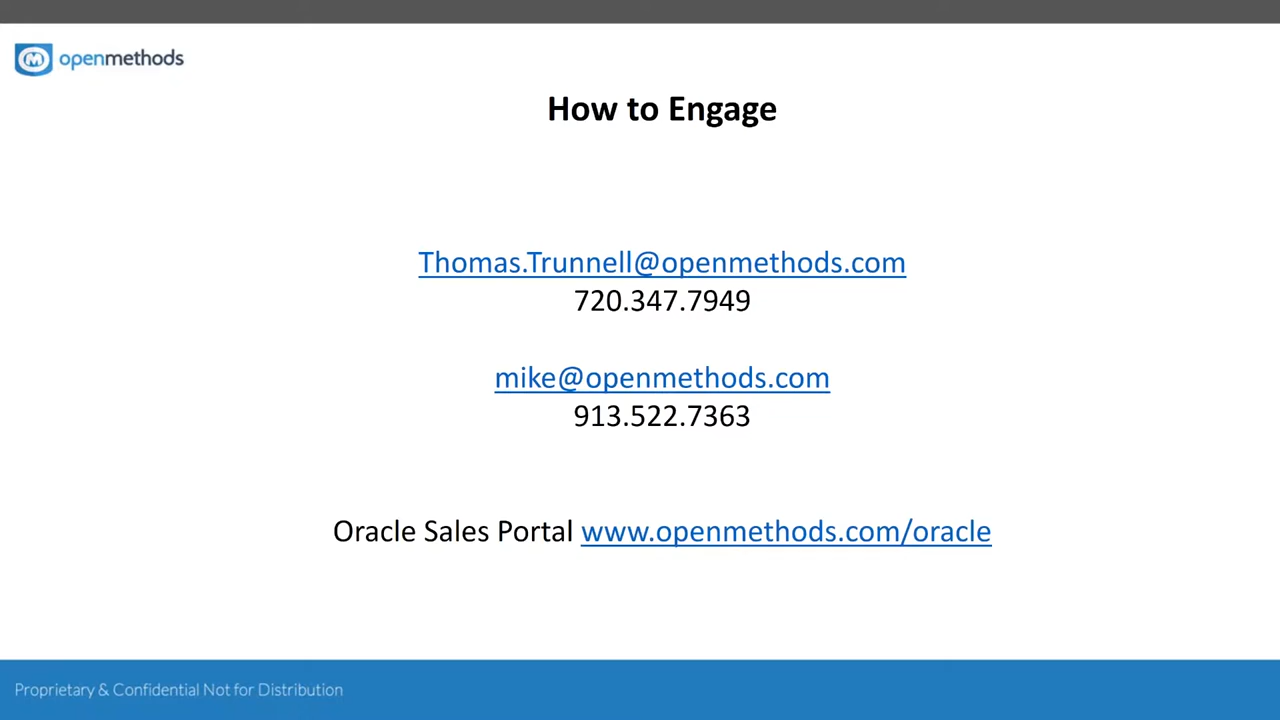 openmethods
How to Engage
Thomas.Trunnell@openmethods.com
720.347.7949
mike@openmethods.com
913.522.7363
Oracle Sales Portal www.openmethods.com/oracle
Proprietary & Confidential Not for Distribution